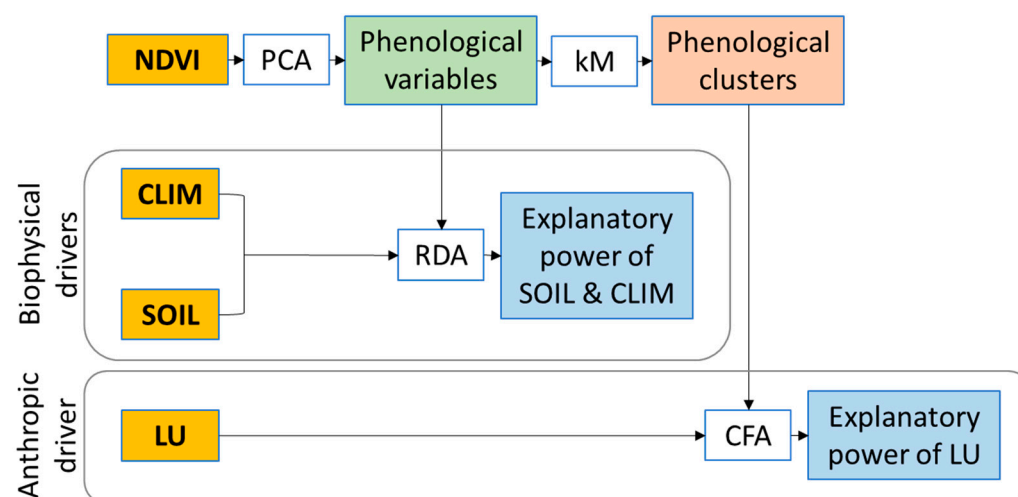 NDVI
PCA
Phenological
variables
kM
Phenological
clusters
Biophysical
drivers
CLIM
SOIL
RDA
Explanatory
power of
SOIL & CLIM
Anthropic
driver
LU
CFA
Explanatory
power of LU